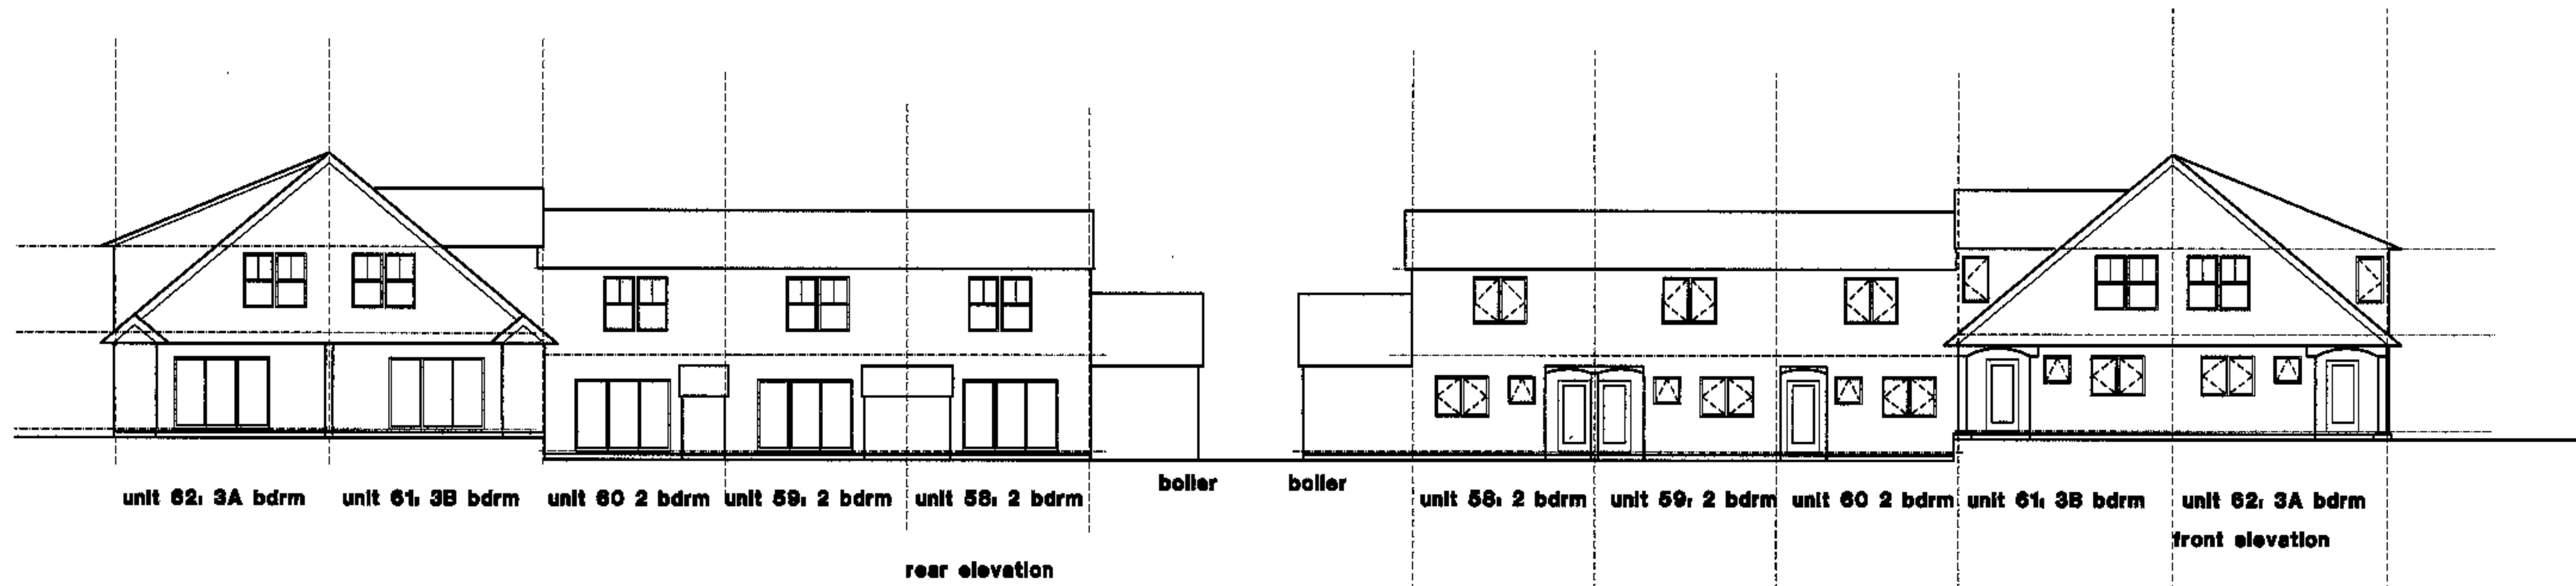 unit 62: 3A bdrm
unit 61: 3B bdrm
unit 60 2 bdrm
unit 59: 2 bdrm
unit 58: 2 bdrm
boiler
rear elevation
boiler
unit 58: 2 bdrm
unit 59: 2 bdrm
unit 60 2 bdrm
unit 61: 3B bdrm
unit 62: 3A bdrm
front elevation